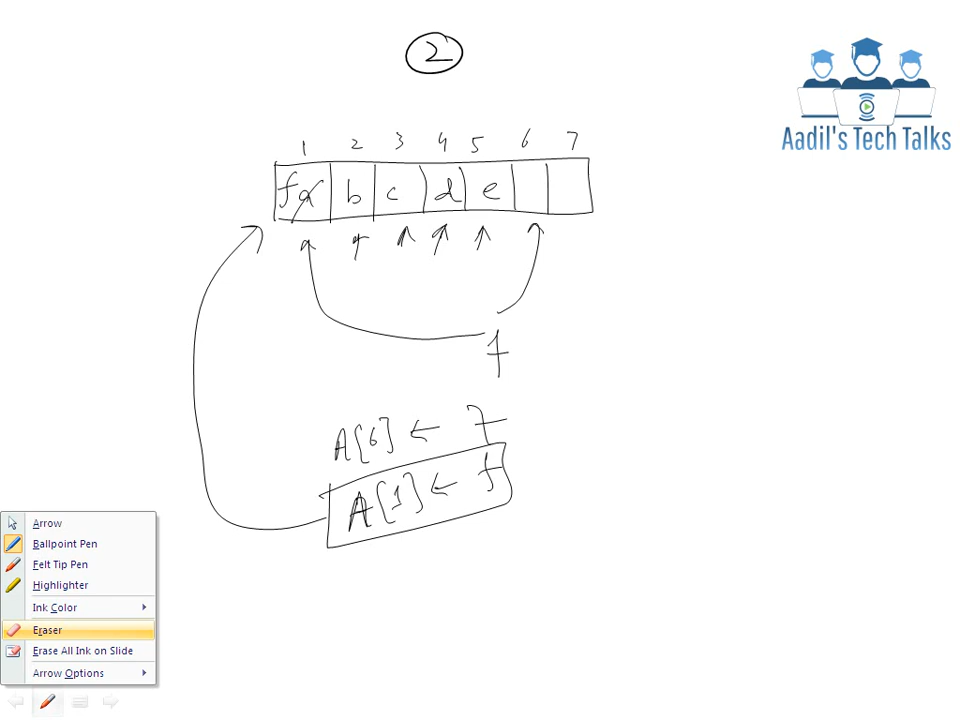 2
Aadil's Tech Talks
1 2 3 4 5 6 7
f a b c d e
f
A[6] ← f
A[1] ← f
Arrow
Ballpoint Pen
Felt Tip Pen
Highlighter
Ink Color
Eraser
Erase All Ink on Slide
Arrow Options